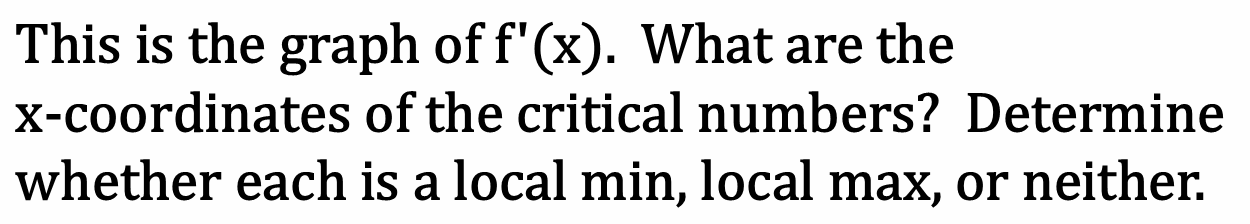 This is the graph of f'(x).  What are the
x-coordinates of the critical numbers?  Determine
whether each is a local min, local max, or neither.